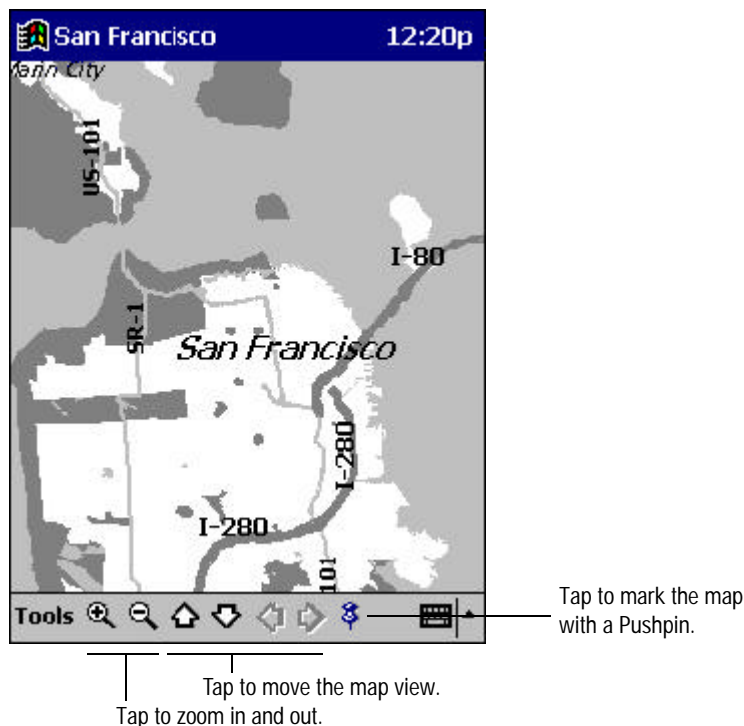 San Francisco 12:20p
Marin City
US-101
I-80
SR-1
San Francisco
I-280
I-280
101
Tools
Tap to mark the map
with a Pushpin.
Tap to move the map view.
Tap to zoom in and out.